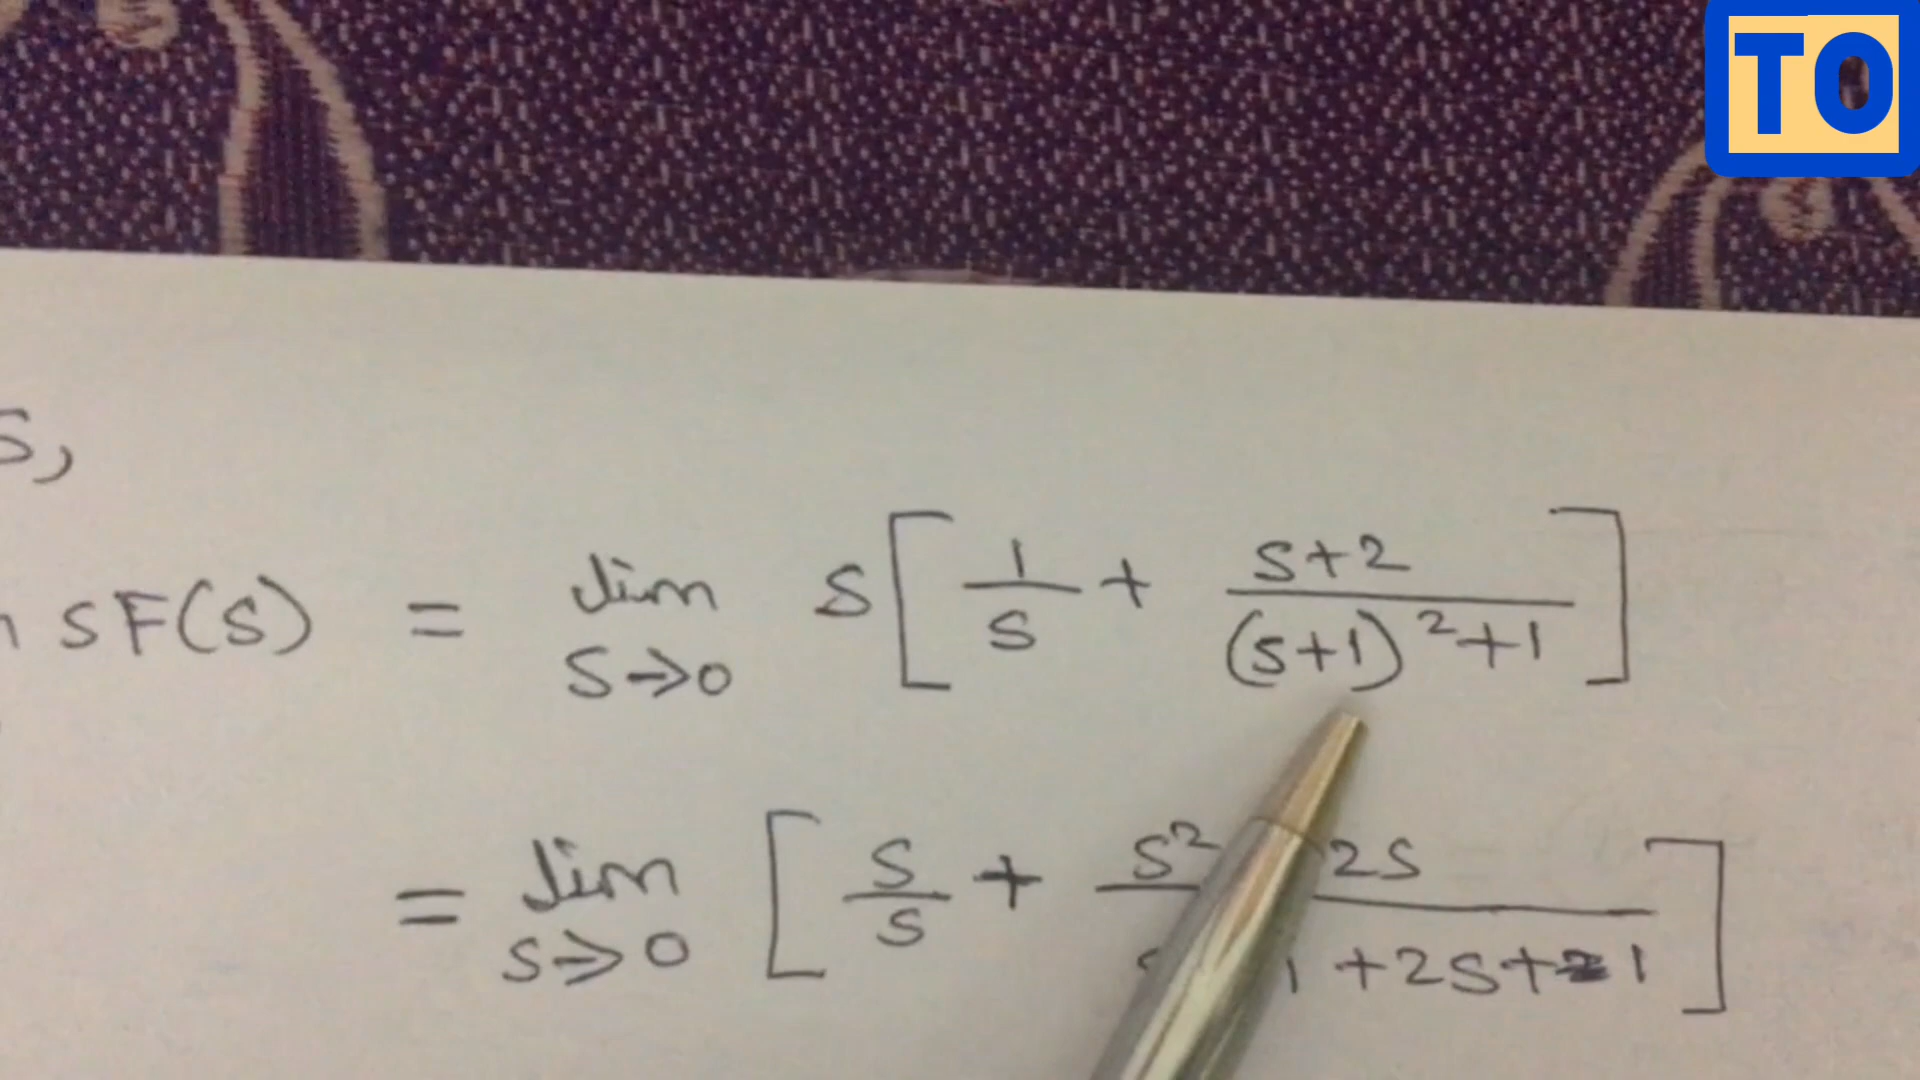 TO
s,
sF(s) = lim s→0 s[1/s + (s+2)/((s+1)²+1)]
= lim s→0 [s/s + s² 2s / 1+2s+1]